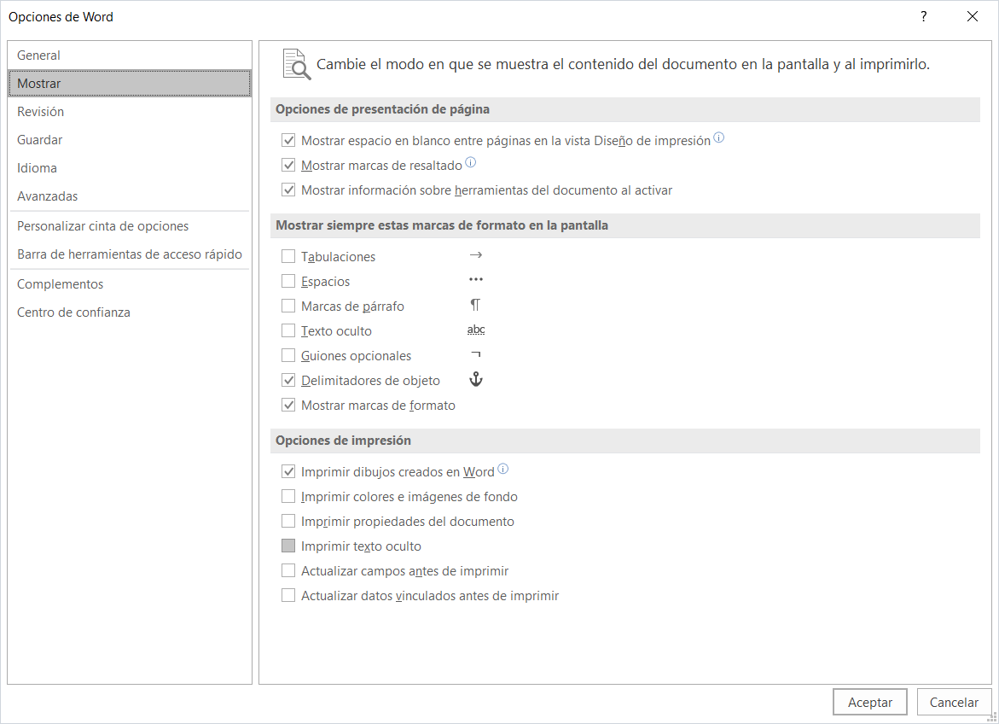 Opciones de Word
?
General
Mostrar
Revisión
Guardar
Idioma
Avanzadas
Personalizar cinta de opciones
Barra de herramientas de acceso rápido
Complementos
Centro de confianza
Cambie el modo en que se muestra el contenido del documento en la pantalla y al imprimirlo.
Opciones de presentación de página
Mostrar espacio en blanco entre páginas en la vista Diseño de impresión
Mostrar marcas de resaltado
Mostrar información sobre herramientas del documento al activar
Mostrar siempre estas marcas de formato en la pantalla
Tabulaciones →
Espacios ...
Marcas de párrafo ¶
Texto oculto abc
Guiones opcionales ¬
Delimitadores de objeto
Mostrar marcas de formato
Opciones de impresión
Imprimir dibujos creados en Word
Imprimir colores e imágenes de fondo
Imprimir propiedades del documento
Imprimir texto oculto
Actualizar campos antes de imprimir
Actualizar datos vinculados antes de imprimir
Aceptar
Cancelar